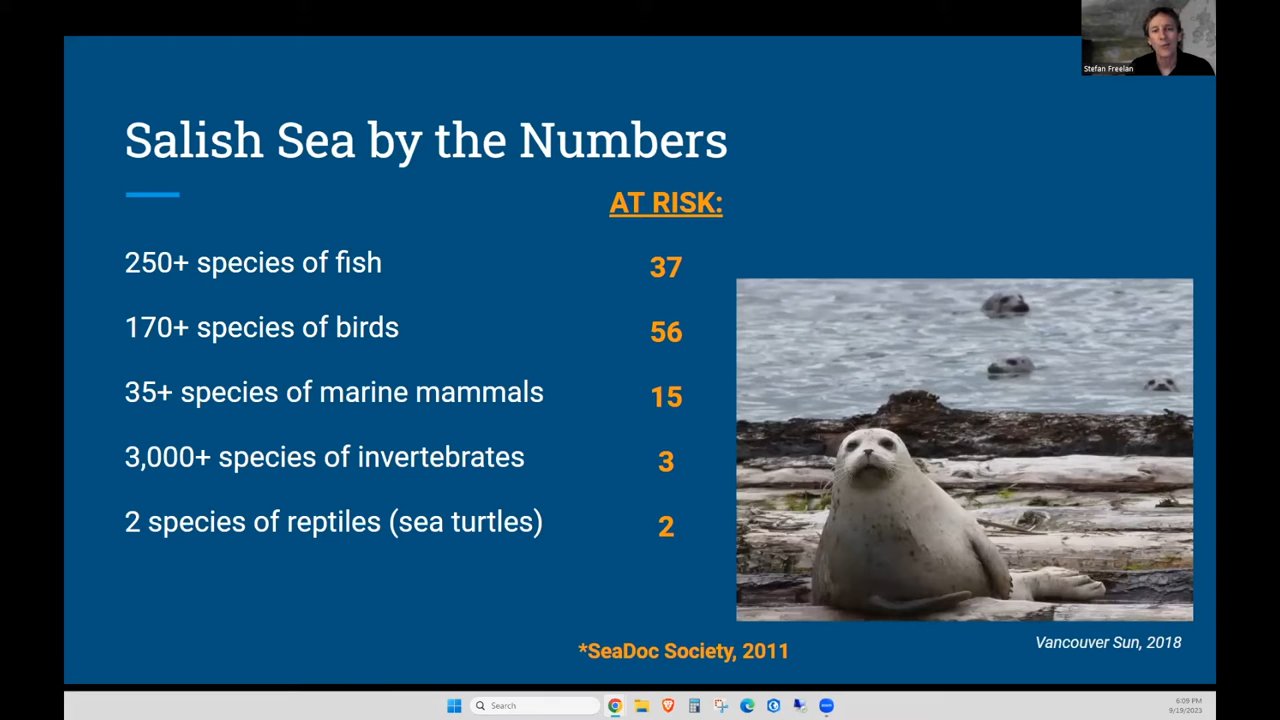 Stefan Freelan
Salish Sea by the Numbers
AT RISK:
250+ species of fish 37
170+ species of birds 56
35+ species of marine mammals 15
3,000+ species of invertebrates 3
2 species of reptiles (sea turtles) 2
Vancouver Sun, 2018
*SeaDoc Society, 2011
Search
6:09 PM
9/19/2023